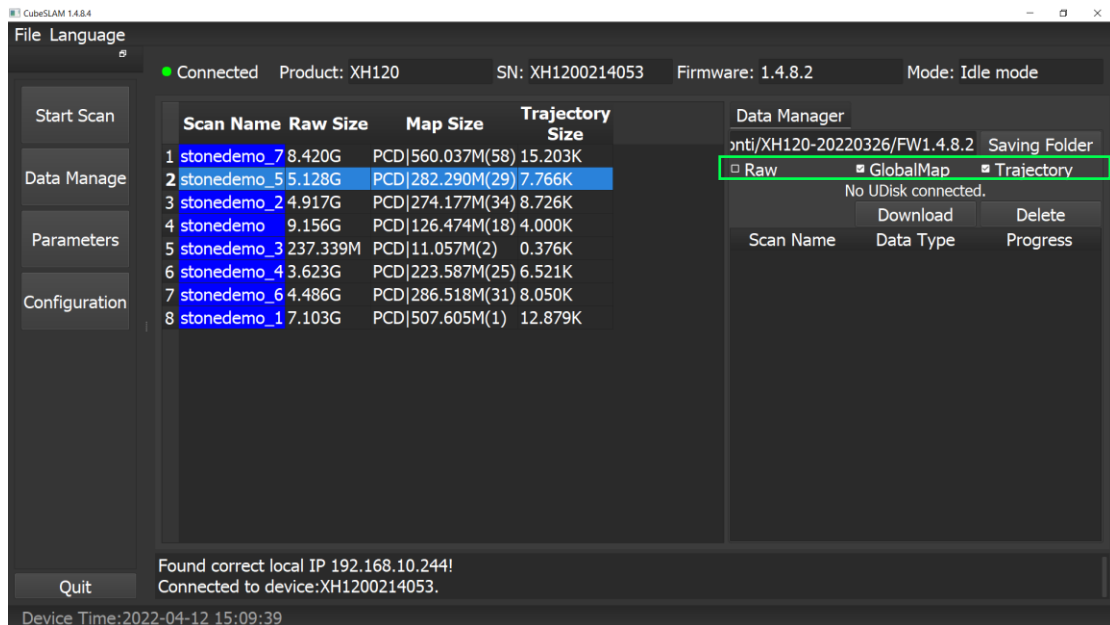 CubeSLAM 1.4.8.4
File Language
Connected Product: XH120 SN: XH1200214053 Firmware: 1.4.8.2 Mode: Idle mode
Start Scan
Data Manage
Parameters
Configuration
Quit
Scan Name Raw Size Map Size Trajectory Size
1 stonedemo_7 8.420G PCD|560.037M(58) 15.203K
2 stonedemo_5 5.128G PCD|282.290M(29) 7.766K
3 stonedemo_2 4.917G PCD|274.177M(34) 8.726K
4 stonedemo 9.156G PCD|126.474M(18) 4.000K
5 stonedemo_3 237.339M PCD|11.057M(2) 0.376K
6 stonedemo_4 3.623G PCD|223.587M(25) 6.521K
7 stonedemo_6 4.486G PCD|286.518M(31) 8.050K
8 stonedemo_1 7.103G PCD|507.605M(1) 12.879K
Data Manager
onti/XH120-20220326/FW1.4.8.2 Saving Folder
Raw GlobalMap Trajectory
No UDisk connected.
Download Delete
Scan Name Data Type Progress
Found correct local IP 192.168.10.244!
Connected to device:XH1200214053.
Device Time:2022-04-12 15:09:39